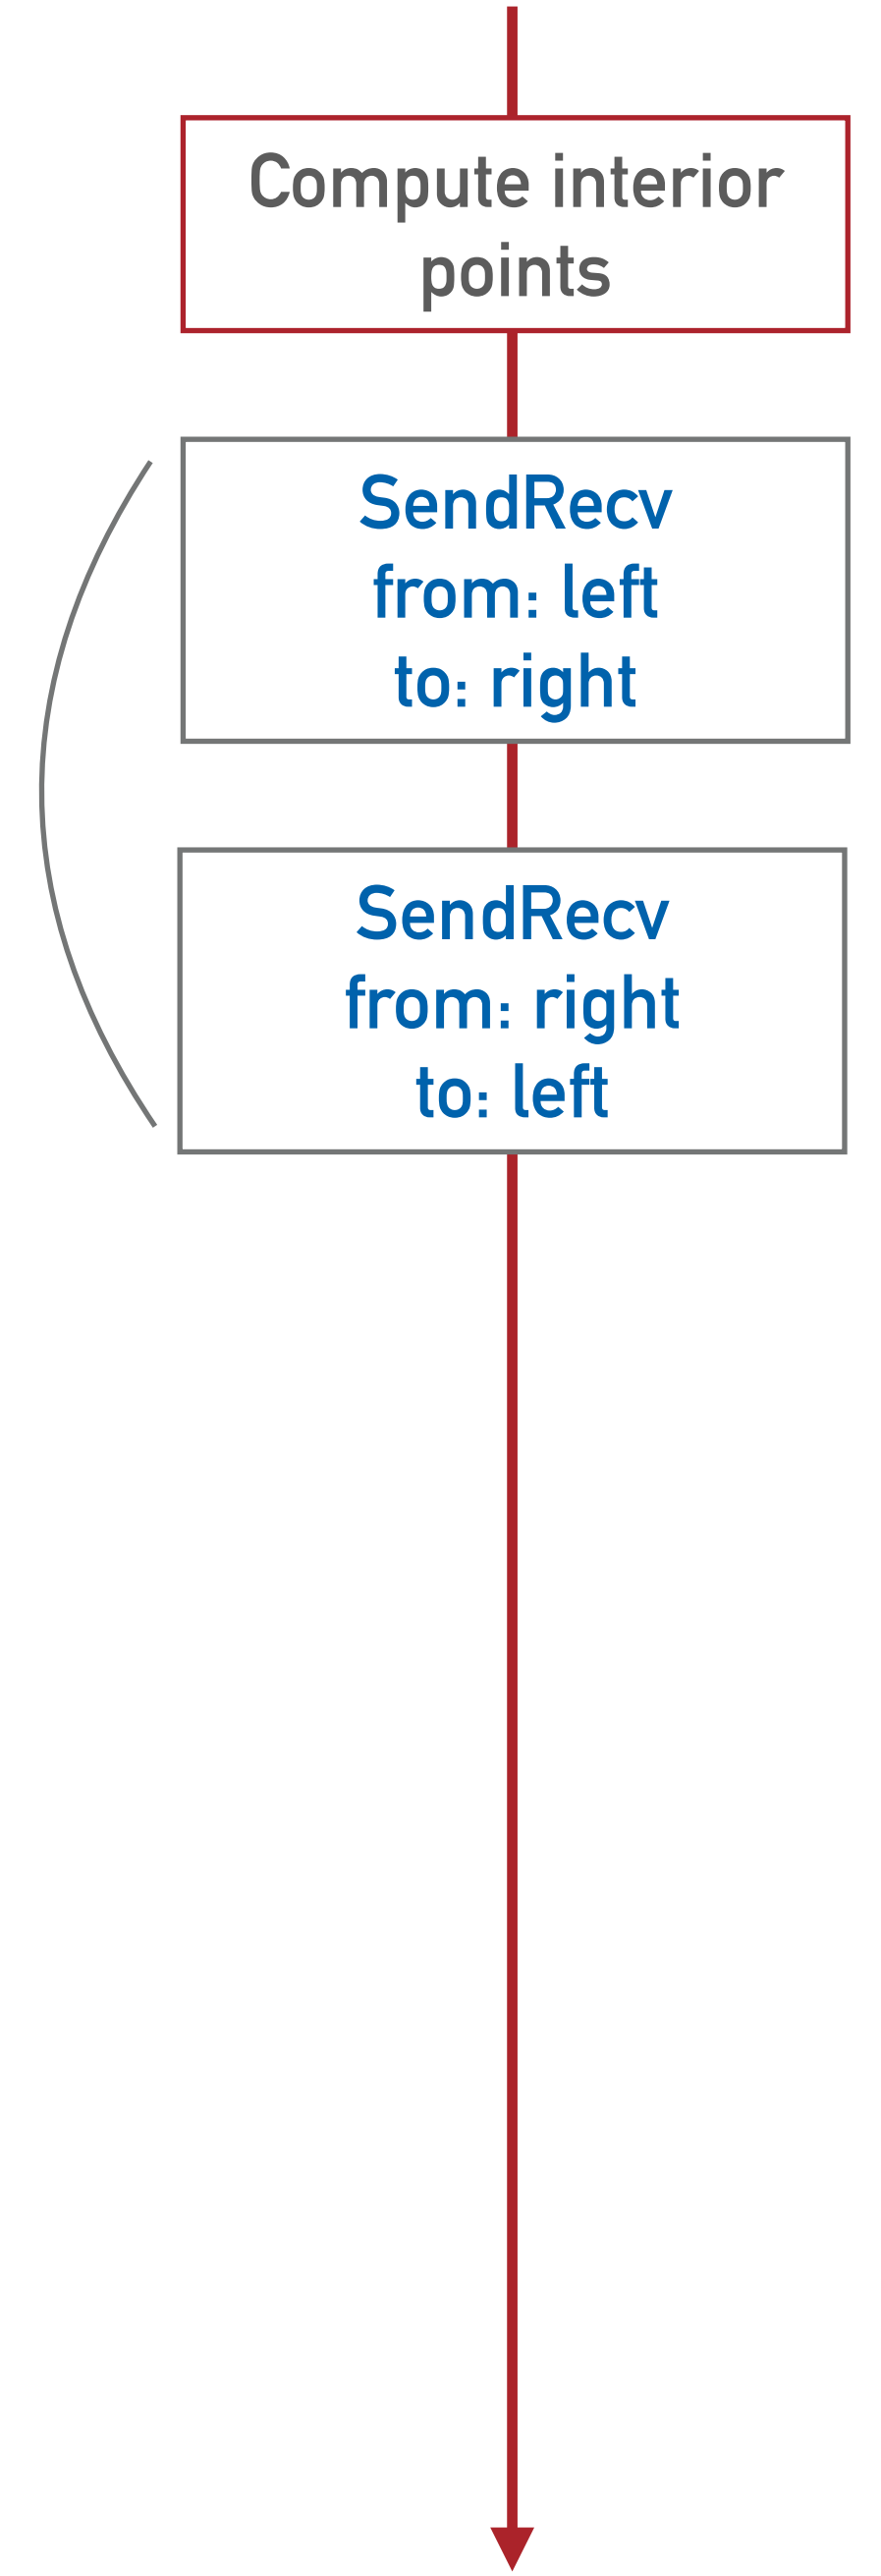 Compute interior
points
SendRecv
from: left
to: right
SendRecv
from: right
to: left